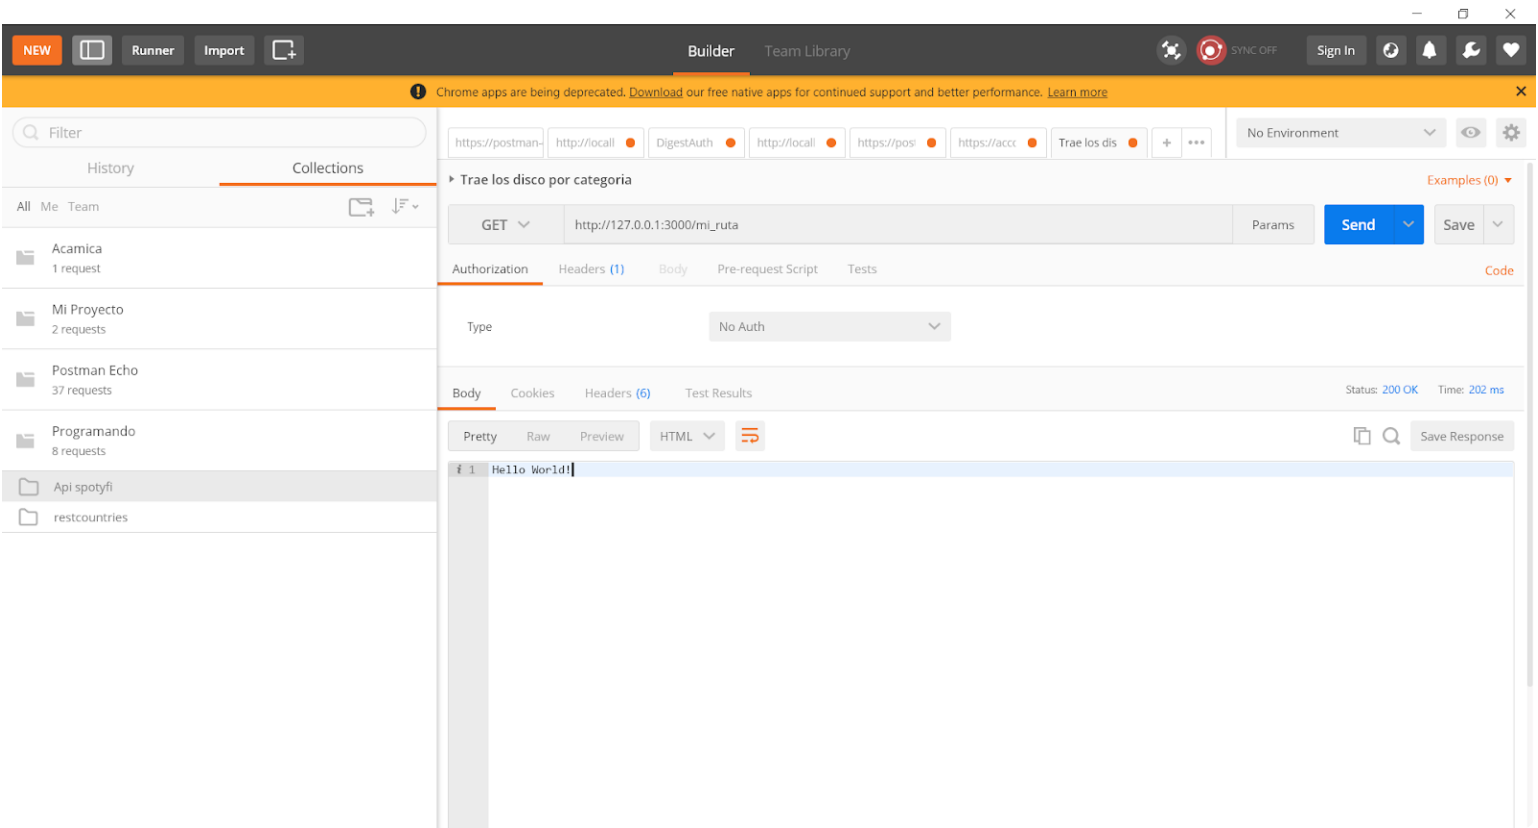 NEW Runner Import Builder Team Library SYNC OFF Sign In
Chrome apps are being deprecated. Download our free native apps for continued support and better performance. Learn more
Filter
History Collections
All Me Team
Acamica
1 request
Mi Proyecto
2 requests
Postman Echo
37 requests
Programando
8 requests
Api spotyfi
restcountries
https://postman- http://locall DigestAuth http://locall https://post https://acco Trae los dis + ••• No Environment
Trae los disco por categoria Examples (0)
GET http://127.0.0.1:3000/mi_ruta Params Send Save
Authorization Headers (1) Body Pre-request Script Tests Code
Type No Auth
Body Cookies Headers (6) Test Results Status: 200 OK Time: 202 ms
Pretty Raw Preview HTML Save Response
i 1 Hello World!